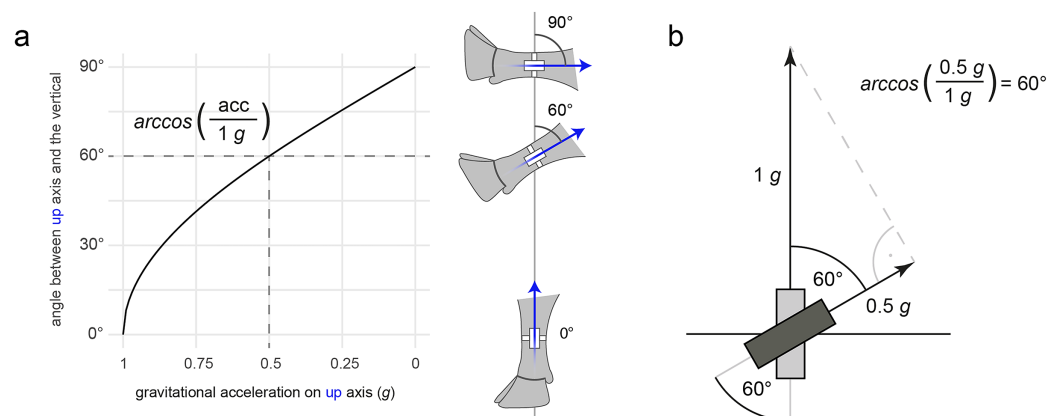 a
angle between up axis and the vertical
90°
60°
30°
0°
arccos(acc/1 g)
1 0.75 0.5 0.25 0
gravitational acceleration on up axis (g)
90°
60°
0°
b
arccos(0.5 g/1 g) = 60°
1 g
60°
0.5 g
60°